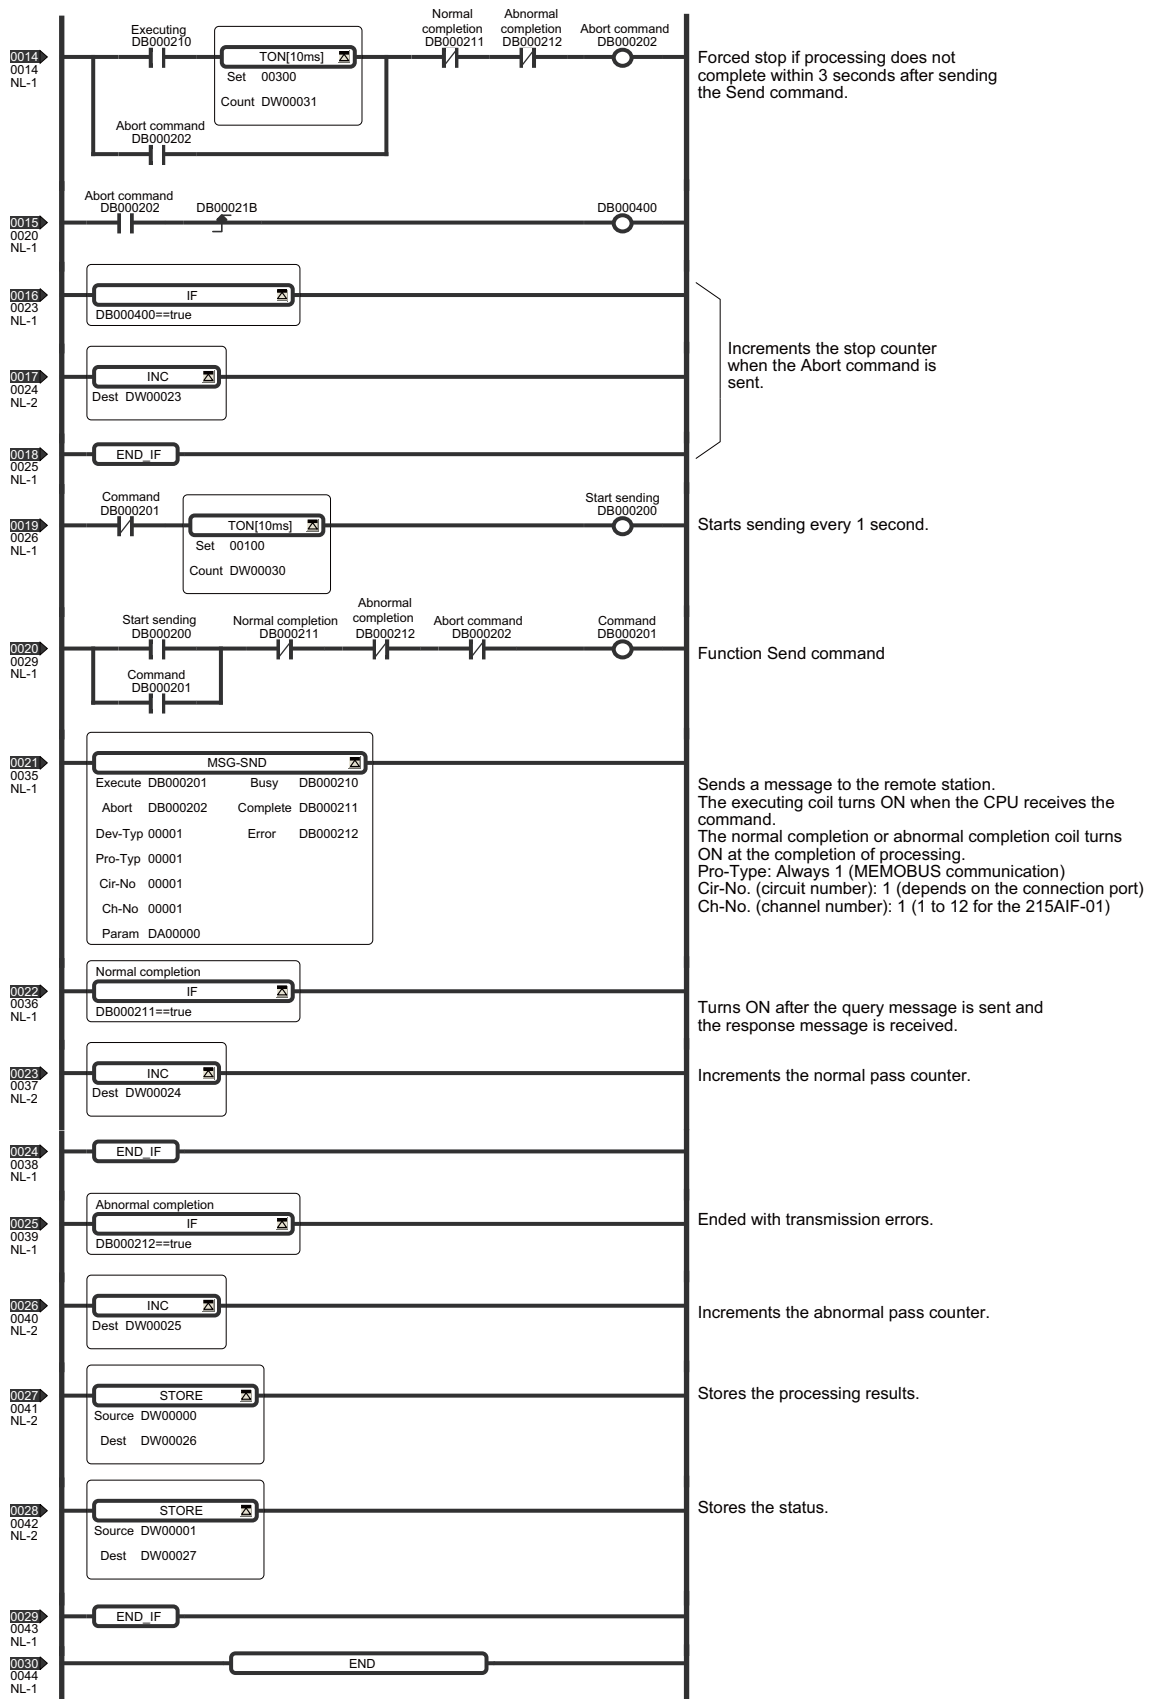 Executing
DB000210
TON[10ms]
Set 00300
Count DW00031
Normal
completion
DB000211
Abnormal
completion
DB000212
Abort command
DB000202
0014
0014
NL-1
Abort command
DB000202
Forced stop if processing does not
complete within 3 seconds after sending
the Send command.
Abort command
DB000202
DB00021B
DB000400
0015
0020
NL-1
0016
0023
NL-1
IF
DB000400==true
0017
0024
NL-2
INC
Dest DW00023
Increments the stop counter
when the Abort command is
sent.
0018
0025
NL-1
END_IF
Command
DB000201
0019
0026
NL-1
TON[10ms]
Set 00100
Count DW00030
Start sending
DB000200
Starts sending every 1 second.
Start sending
DB000200
Normal completion
DB000211
Abnormal
completion
DB000212
Abort command
DB000202
Command
DB000201
0020
0029
NL-1
Command
DB000201
Function Send command
0021
0035
NL-1
MSG-SND
Execute DB000201 Busy DB000210
Abort DB000202 Complete DB000211
Dev-Typ 00001 Error DB000212
Pro-Typ 00001
Cir-No 00001
Ch-No 00001
Param DA00000
Sends a message to the remote station.
The executing coil turns ON when the CPU receives the
command.
The normal completion or abnormal completion coil turns
ON at the completion of processing.
Pro-Type: Always 1 (MEMOBUS communication)
Cir-No. (circuit number): 1 (depends on the connection port)
Ch-No. (channel number): 1 (1 to 12 for the 215AIF-01)
Normal completion
0022
0036
NL-1
IF
DB000211==true
Turns ON after the query message is sent and
the response message is received.
0023
0037
NL-2
INC
Dest DW00024
Increments the normal pass counter.
0024
0038
NL-1
END_IF
Abnormal completion
0025
0039
NL-1
IF
DB000212==true
Ended with transmission errors.
0026
0040
NL-2
INC
Dest DW00025
Increments the abnormal pass counter.
0027
0041
NL-2
STORE
Source DW00000
Dest DW00026
Stores the processing results.
0028
0042
NL-2
STORE
Source DW00001
Dest DW00027
Stores the status.
0029
0043
NL-1
END_IF
0030
0044
NL-1
END